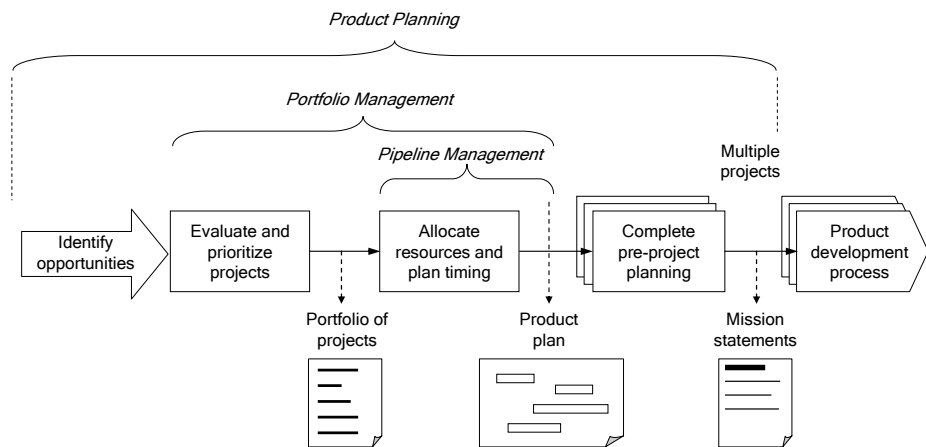 Product Planning
Portfolio Management
Pipeline Management
Multiple
projects
Identify
opportunities
Evaluate and
prioritize
projects
Allocate
resources and
plan timing
Complete
pre-project
planning
Product
development
process
Portfolio of
projects
Product
plan
Mission
statements